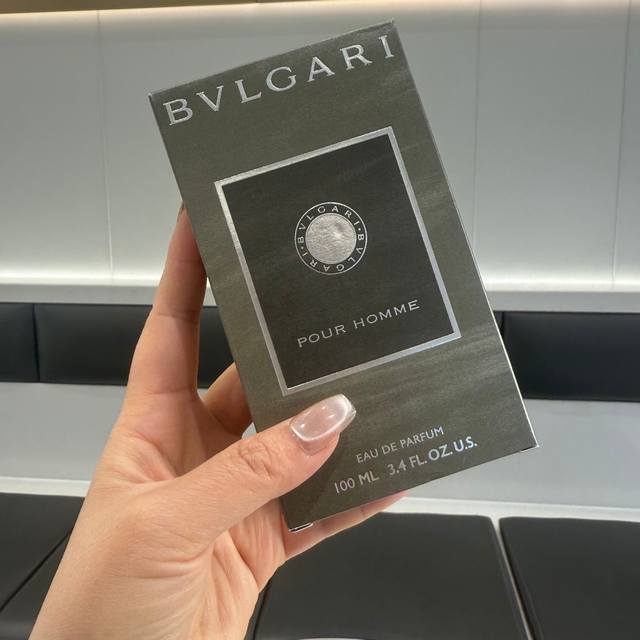 BVLGARI
BVLGARI · BVLGARI ·
POUR HOMME
EAU DE PARFUM
100 ML 3.4 FL.OZ.U.S.